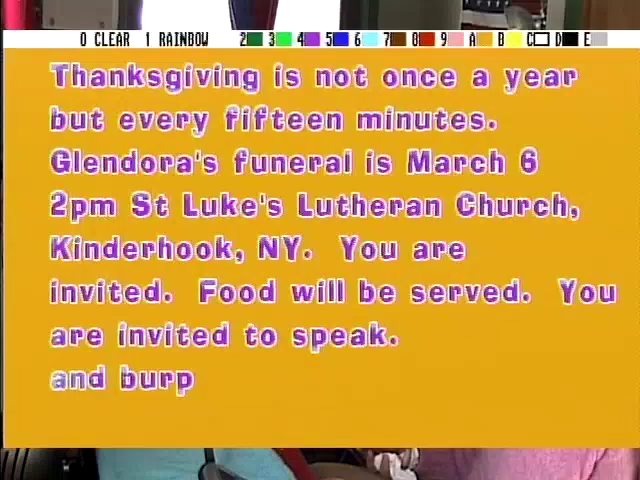 0 CLEAR 1 RAINBOW 2 3 4 5 6 7 8 9 A B C D E
Thanksgiving is not once a year
but every fifteen minutes.
Glendora's funeral is March 6
2pm St Luke's Lutheran Church,
Kinderhook, NY. You are
invited. Food will be served. You
are invited to speak.
and burp